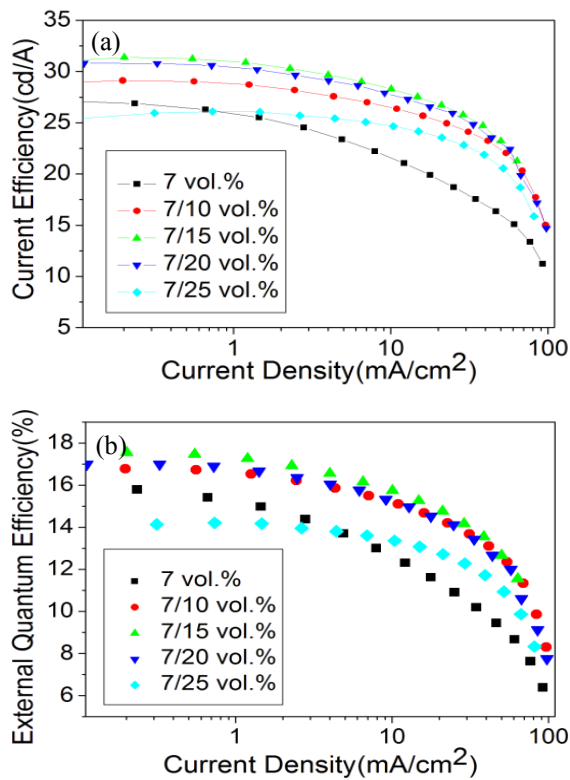 (a)
Current Efficiency(cd/A)
35
30
25
20
15
10
5
7 vol.%
7/10 vol.%
7/15 vol.%
7/20 vol.%
7/25 vol.%
1
10
100
Current Density(mA/cm²)
(b)
External Quantum Efficiency(%)
18
16
14
12
10
8
6
7 vol.%
7/10 vol.%
7/15 vol.%
7/20 vol.%
7/25 vol.%
1
10
100
Current Density(mA/cm²)